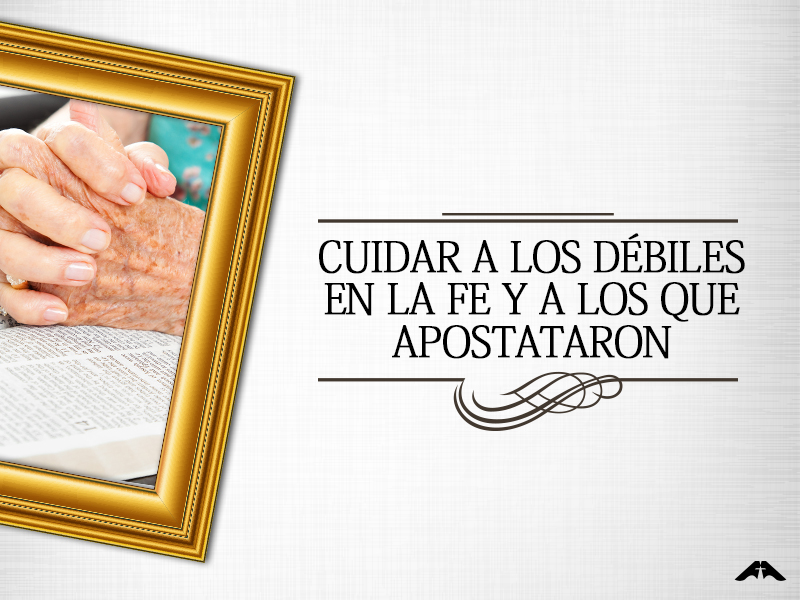 CUIDAR A LOS DÉBILES
EN LA FE Y A LOS QUE
APOSTATARON